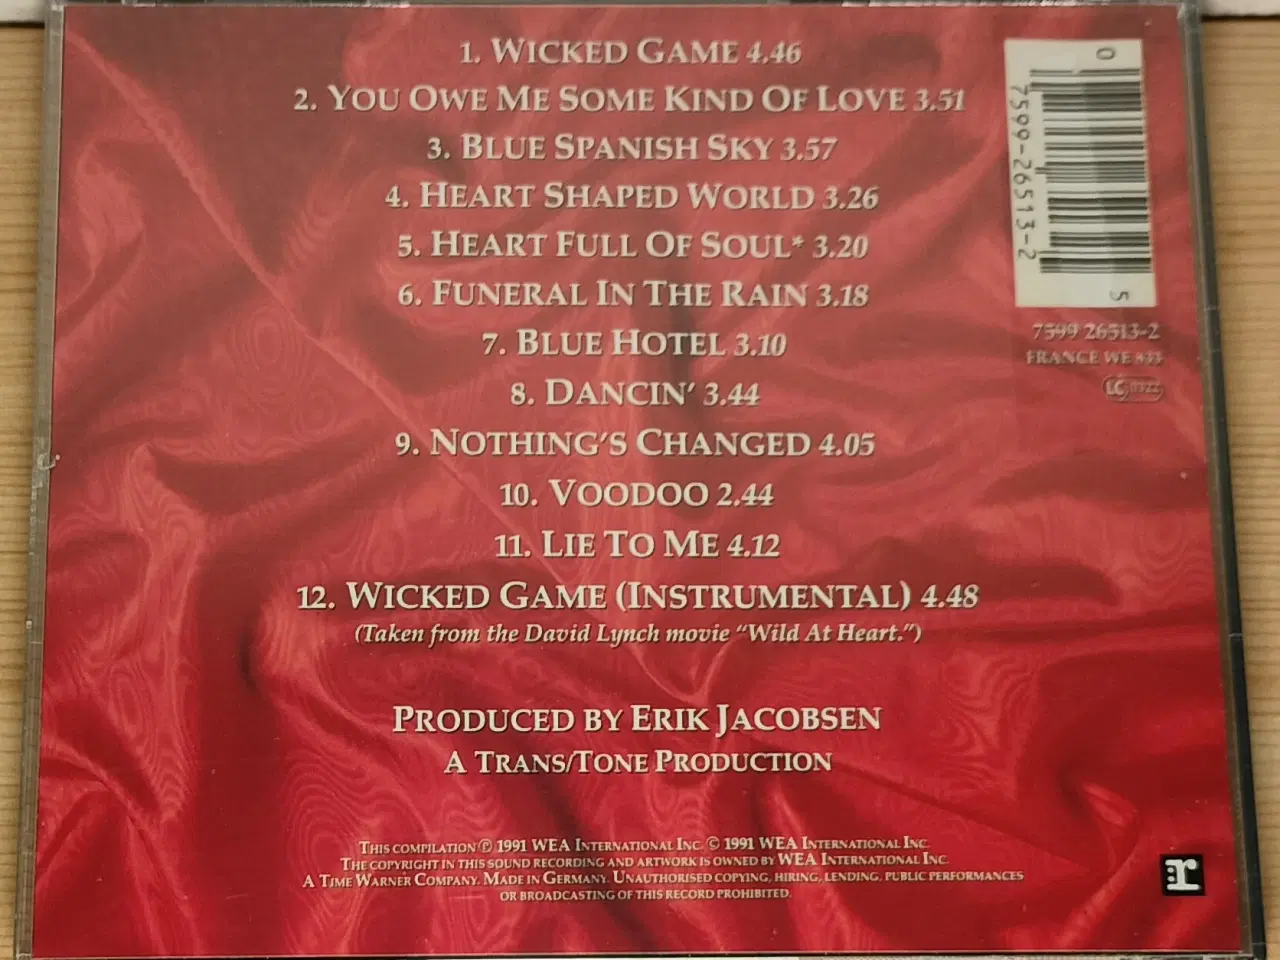 1. WICKED GAME 4.46
2. YOU OWE ME SOME KIND OF LOVE 3.51
3. BLUE SPANISH SKY 3.57
4. HEART SHAPED WORLD 3.26
5. HEART FULL OF SOUL* 3.20
6. FUNERAL IN THE RAIN 3.18
7. BLUE HOTEL 3.10
8. DANCIN' 3.44
9. NOTHING'S CHANGED 4.05
10. VOODOO 2.44
11. LIE TO ME 4.12
12. WICKED GAME (INSTRUMENTAL) 4.48
(Taken from the David Lynch movie "Wild At Heart.")
PRODUCED BY ERIK JACOBSEN
A TRANS/TONE PRODUCTION
THIS COMPILATION ℗ 1991 WEA INTERNATIONAL INC. © 1991 WEA INTERNATIONAL INC.
THE COPYRIGHT IN THIS SOUND RECORDING AND ARTWORK IS OWNED BY WEA INTERNATIONAL INC.
A TIME WARNER COMPANY. MADE IN GERMANY. UNAUTHORISED COPYING, HIRING, LENDING, PUBLIC PERFORMANCES
OR BROADCASTING OF THIS RECORD PROHIBITED.
0
7599-26513-2
5
7599 26513-2
FRANCE WE 833
LC 0322
r